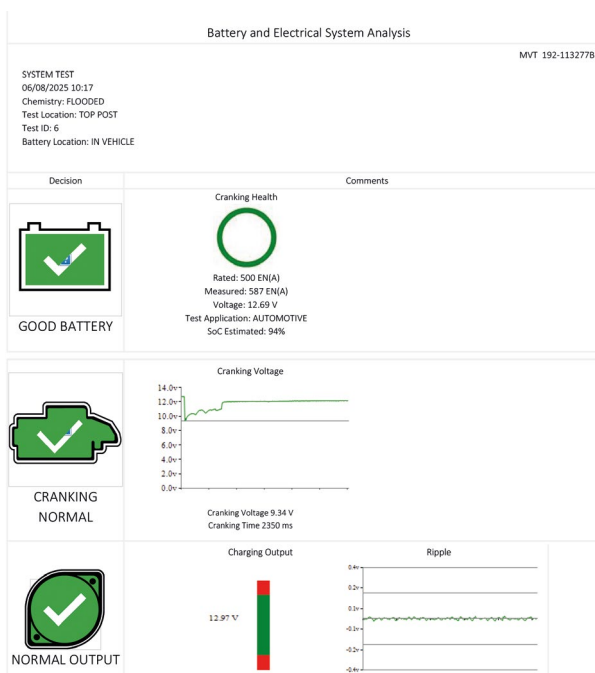 Battery and Electrical System Analysis
MVT 192-113277B
SYSTEM TEST
06/08/2025 10:17
Chemistry: FLOODED
Test Location: TOP POST
Test ID: 6
Battery Location: IN VEHICLE
Decision
Comments
GOOD BATTERY
Cranking Health
Rated: 500 EN(A)
Measured: 587 EN(A)
Voltage: 12.69 V
Test Application: AUTOMOTIVE
SoC Estimated: 94%
CRANKING
NORMAL
Cranking Voltage
14.0v
12.0v
10.0v
8.0v
6.0v
4.0v
2.0v
0.0v
Cranking Voltage 9.34 V
Cranking Time 2350 ms
NORMAL OUTPUT
Charging Output
12.97 V
Ripple
0.4v
0.2v
0.1v
-0.1v
-0.2v
-0.4v